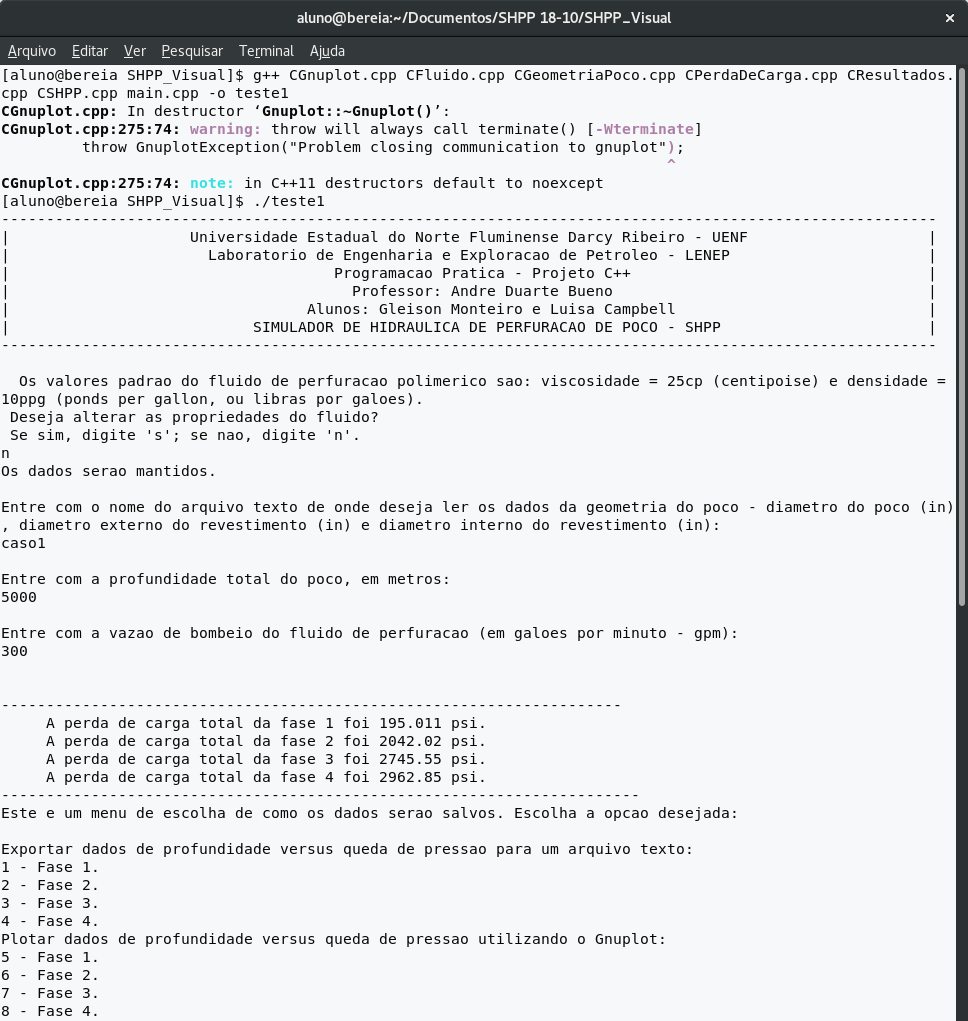 aluno@bereia:~/Documentos/SHPP 18-10/SHPP_Visual ×
Arquivo Editar Ver Pesquisar Terminal Ajuda
[aluno@bereia SHPP_Visual]$ g++ CGnuplot.cpp CFluido.cpp CGeometriaPoco.cpp CPerdaDeCarga.cpp CResultados.
cpp CSHPP.cpp main.cpp -o teste1
CGnuplot.cpp: In destructor ‘Gnuplot::~Gnuplot()’:
CGnuplot.cpp:275:74: warning: throw will always call terminate() [-Wterminate]
         throw GnuplotException("Problem closing communication to gnuplot");
                                                                          ^
CGnuplot.cpp:275:74: note: in C++11 destructors default to noexcept
[aluno@bereia SHPP_Visual]$ ./teste1
--------------------------------------------------------------------------------------------------------
|                    Universidade Estadual do Norte Fluminense Darcy Ribeiro - UENF                    |
|                      Laboratorio de Engenharia e Exploracao de Petroleo - LENEP                      |
|                                    Programacao Pratica - Projeto C++                                 |
|                                      Professor: Andre Duarte Bueno                                   |
|                                 Alunos: Gleison Monteiro e Luisa Campbell                            |
|                           SIMULADOR DE HIDRAULICA DE PERFURACAO DE POCO - SHPP                       |
--------------------------------------------------------------------------------------------------------
  Os valores padrao do fluido de perfuracao polimerico sao: viscosidade = 25cp (centipoise) e densidade =
10ppg (ponds per gallon, ou libras por galoes).
 Deseja alterar as propriedades do fluido?
 Se sim, digite 's'; se nao, digite 'n'.
n
Os dados serao mantidos.
Entre com o nome do arquivo texto de onde deseja ler os dados da geometria do poco - diametro do poco (in)
, diametro externo do revestimento (in) e diametro interno do revestimento (in):
caso1
Entre com a profundidade total do poco, em metros:
5000
Entre com a vazao de bombeio do fluido de perfuracao (em galoes por minuto - gpm):
300
---------------------------------------------------------------------
     A perda de carga total da fase 1 foi 195.011 psi.
     A perda de carga total da fase 2 foi 2042.02 psi.
     A perda de carga total da fase 3 foi 2745.55 psi.
     A perda de carga total da fase 4 foi 2962.85 psi.
-----------------------------------------------------------------------
Este e um menu de escolha de como os dados serao salvos. Escolha a opcao desejada:
Exportar dados de profundidade versus queda de pressao para um arquivo texto:
1 - Fase 1.
2 - Fase 2.
3 - Fase 3.
4 - Fase 4.
Plotar dados de profundidade versus queda de pressao utilizando o Gnuplot:
5 - Fase 1.
6 - Fase 2.
7 - Fase 3.
8 - Fase 4.